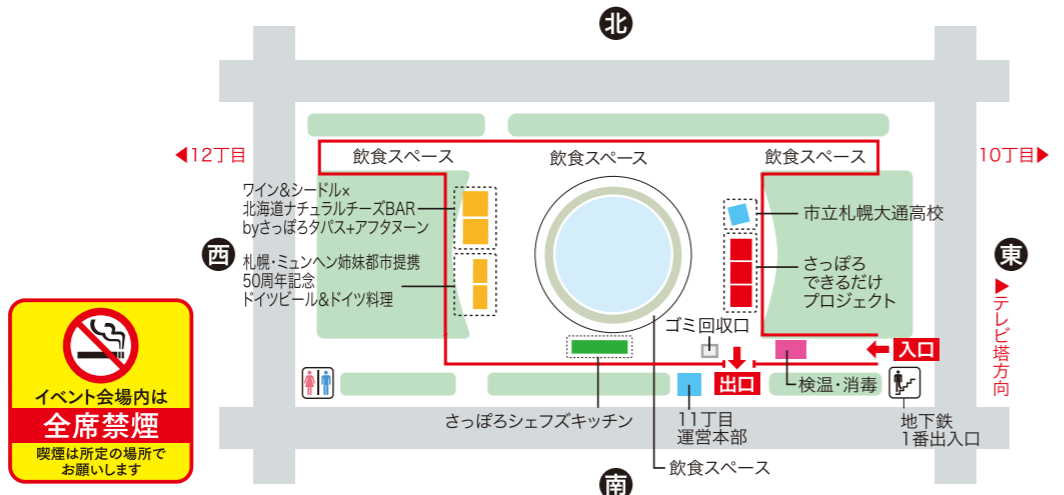 北
◀12丁目
飲食スペース
飲食スペース
飲食スペース
10丁目▶
ワイン&シードル×
北海道ナチュラルチーズBAR
byさっぽろタパス+アフタヌーン
市立札幌大通高校
西
札幌・ミュンヘン姉妹都市提携
50周年記念
ドイツビール&ドイツ料理
さっぽろ
できるだけ
プロジェクト
東
▶テレビ塔方向
ゴミ回収口
入口
出口
検温・消毒
さっぽろシェフズキッチン
11丁目
運営本部
地下鉄
1番出入口
飲食スペース
南
イベント会場内は
全席禁煙
喫煙は所定の場所で
お願いします